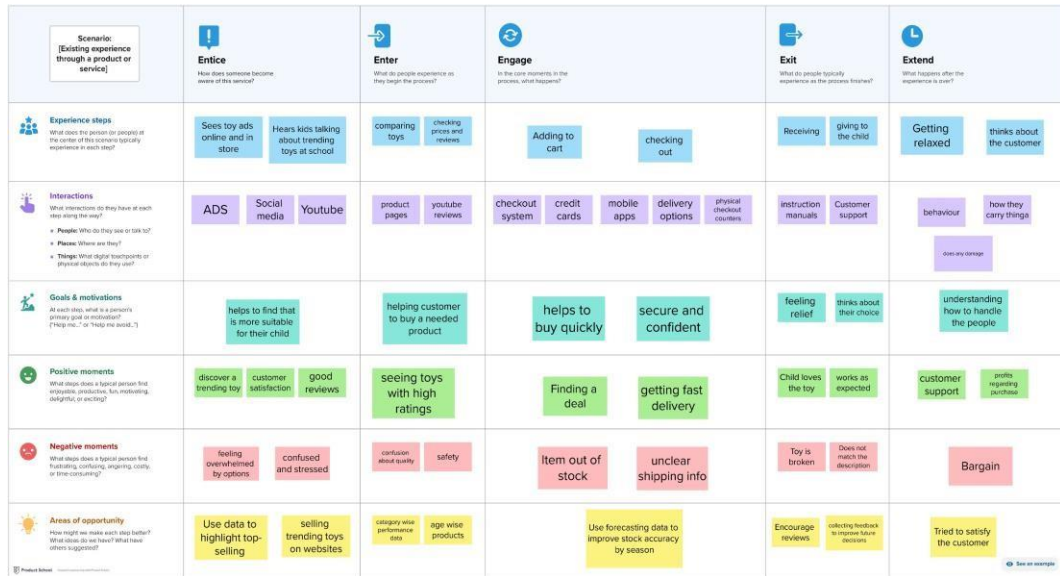 Scenario:
[Existing experience
through a product or
service]
Entice
How does someone become
aware of this service?
Enter
What do people experience as
they begin the process?
Engage
In the core moments in the
process, what happens?
Exit
What do people typically
experience as the process finishes?
Extend
What happens after the
experience is over?
Experience steps
What does the person (or people) at
the center of this scenario typically
experience in each step?
Sees toy ads
online and in
store
Hears kids talking
about trending
toys at school
comparing
toys
checking
prices and
reviews
Adding to
cart
checking
out
Receiving
giving to
the child
Getting
relaxed
thinks about
the customer
Interactions
What interactions do they have at each
step along the way?
People: Who do they see or talk to?
Places: Where are they?
Things: What digital touchpoints or
physical objects do they use?
ADS
Social
media
Youtube
product
pages
youtube
reviews
checkout
system
credit
cards
mobile
apps
delivery
options
physical
checkout
counters
instruction
manuals
Customer
support
behaviour
how they
carry thinga
does any damage
Goals & motivations
At each step, what is a person's
primary goal or motivation?
("Help me..." or "Help me avoid...")
helps to find that
is more suitable
for their child
helping customer
to buy a needed
product
helps to
buy quickly
secure and
confident
feeling
relief
thinks about
their choice
understanding
how to handle
the people
Positive moments
What steps does a typical person find
enjoyable, productive, fun, motivating,
delightful, or exciting?
discover a
trending toy
customer
satisfaction
good
reviews
seeing toys
with high
ratings
Finding a
deal
getting fast
delivery
Child loves
the toy
works as
expected
customer
support
profits
regarding
purchase
Negative moments
What steps does a typical person find
frustrating, confusing, angering, costly,
or time-consuming?
feeling
overwhelmed
by options
confused
and stressed
confusion
about quality
safety
Item out of
stock
unclear
shipping info
Toy is
broken
Does not
match the
description
Bargain
Areas of opportunity
How might we make each step better?
What ideas do we have? What have
others suggested?
Use data to
highlight top-
selling
selling
trending toys
on websites
category wise
performance
data
age wise
products
Use forecasting data to
improve stock accuracy
by season
Encourage
reviews
collecting feedback
to improve future
decisions
Tried to satisfy
the customer
Product School
See an example